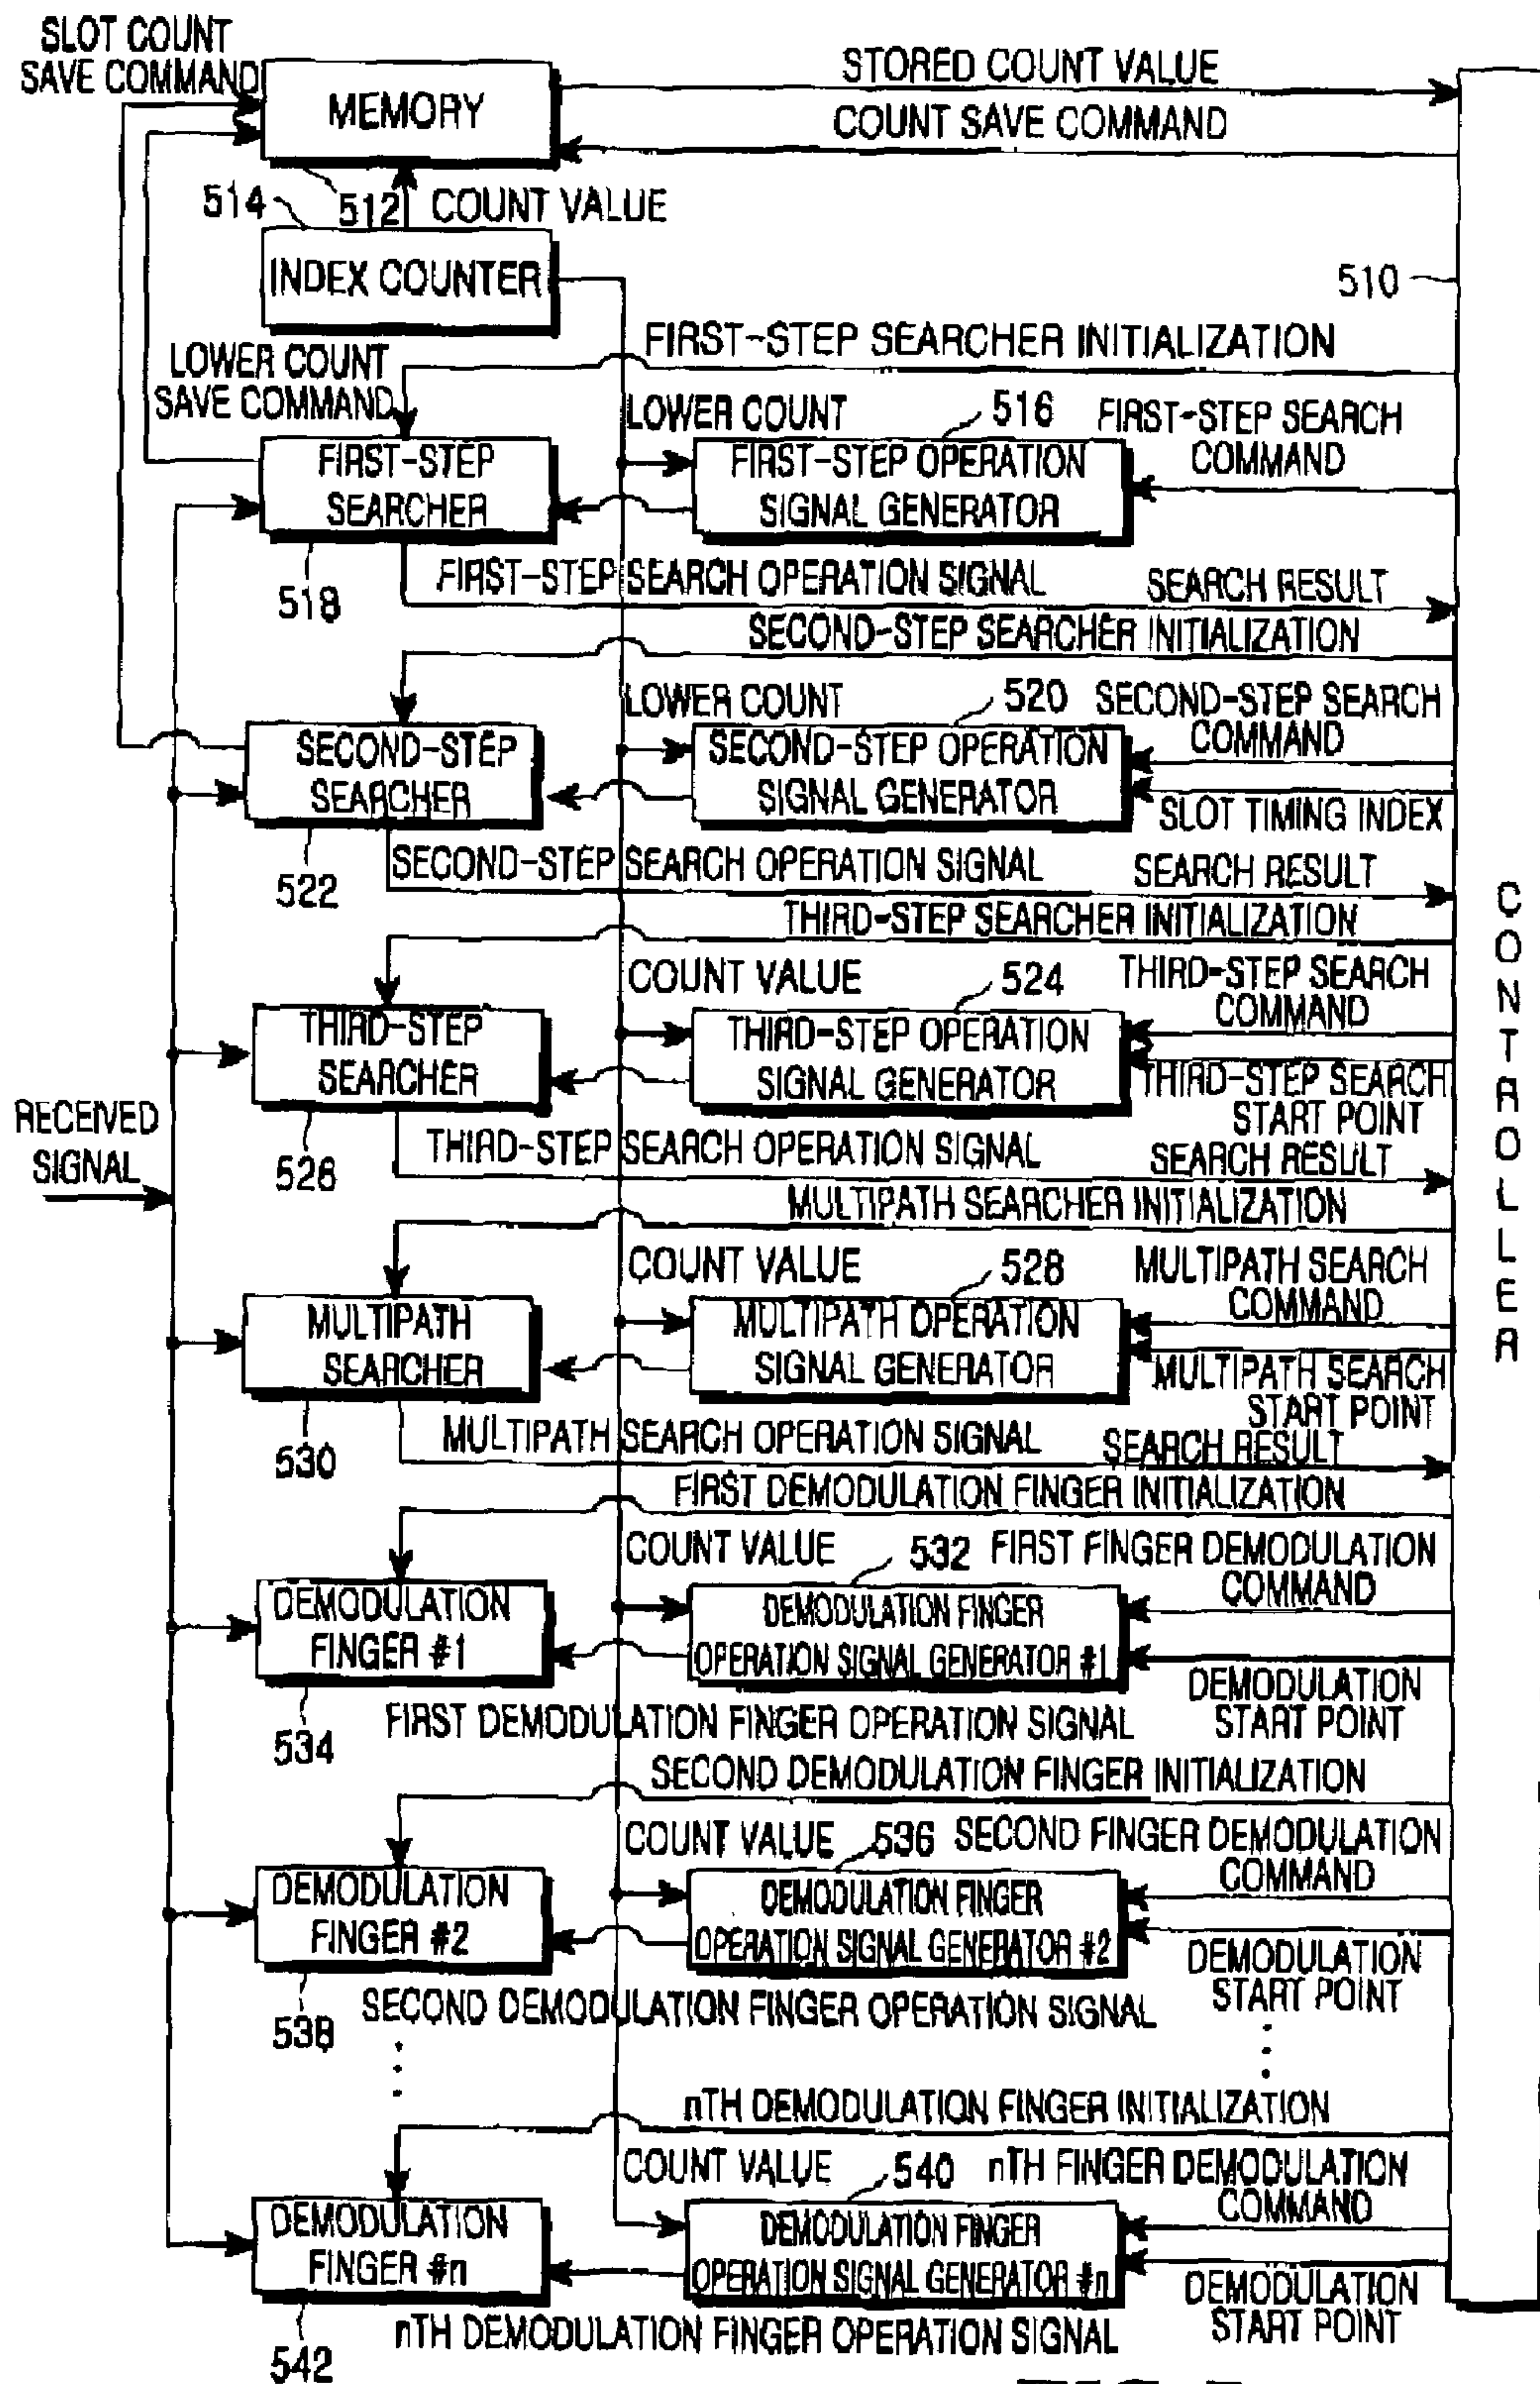 SLOT COUNT
SAVE COMMAND
MEMORY
STORED COUNT VALUE
COUNT SAVE COMMAND
514
512
COUNT VALUE
INDEX COUNTER
510
FIRST-STEP SEARCHER INITIALIZATION
LOWER COUNT
SAVE COMMAND
LOWER COUNT
516
FIRST-STEP SEARCH
COMMAND
FIRST-STEP
SEARCHER
FIRST-STEP OPERATION
SIGNAL GENERATOR
518
FIRST-STEP SEARCH OPERATION SIGNAL
SEARCH RESULT
SECOND-STEP SEARCHER INITIALIZATION
LOWER COUNT
520
SECOND-STEP SEARCH
COMMAND
SECOND-STEP
SEARCHER
SECOND-STEP OPERATION
SIGNAL GENERATOR
SLOT TIMING INDEX
522
SECOND-STEP SEARCH OPERATION SIGNAL
SEARCH RESULT
THIRD-STEP SEARCHER INITIALIZATION
COUNT VALUE
524
THIRD-STEP SEARCH
COMMAND
THIRD-STEP
SEARCHER
THIRD-STEP OPERATION
SIGNAL GENERATOR
THIRD-STEP SEARCH
START POINT
RECEIVED
SIGNAL
526
THIRD-STEP SEARCH OPERATION SIGNAL
SEARCH RESULT
MULTIPATH SEARCHER INITIALIZATION
COUNT VALUE
528
MULTIPATH SEARCH
COMMAND
MULTIPATH
SEARCHER
MULTIPATH OPERATION
SIGNAL GENERATOR
MULTIPATH SEARCH
START POINT
530
MULTIPATH SEARCH OPERATION SIGNAL
SEARCH RESULT
FIRST DEMODULATION FINGER INITIALIZATION
COUNT VALUE
532
FIRST FINGER DEMODULATION
COMMAND
DEMODULATION
FINGER #1
DEMODULATION FINGER
OPERATION SIGNAL GENERATOR #1
DEMODULATION
START POINT
534
FIRST DEMODULATION FINGER OPERATION SIGNAL
SECOND DEMODULATION FINGER INITIALIZATION
COUNT VALUE
536
SECOND FINGER DEMODULATION
COMMAND
DEMODULATION
FINGER #2
DEMODULATION FINGER
OPERATION SIGNAL GENERATOR #2
DEMODULATION
START POINT
538
SECOND DEMODULATION FINGER OPERATION SIGNAL
nTH DEMODULATION FINGER INITIALIZATION
COUNT VALUE
540
nTH FINGER DEMODULATION
COMMAND
DEMODULATION
FINGER #n
DEMODULATION FINGER
OPERATION SIGNAL GENERATOR #n
DEMODULATION
START POINT
542
nTH DEMODULATION FINGER OPERATION SIGNAL
CONTROLLER